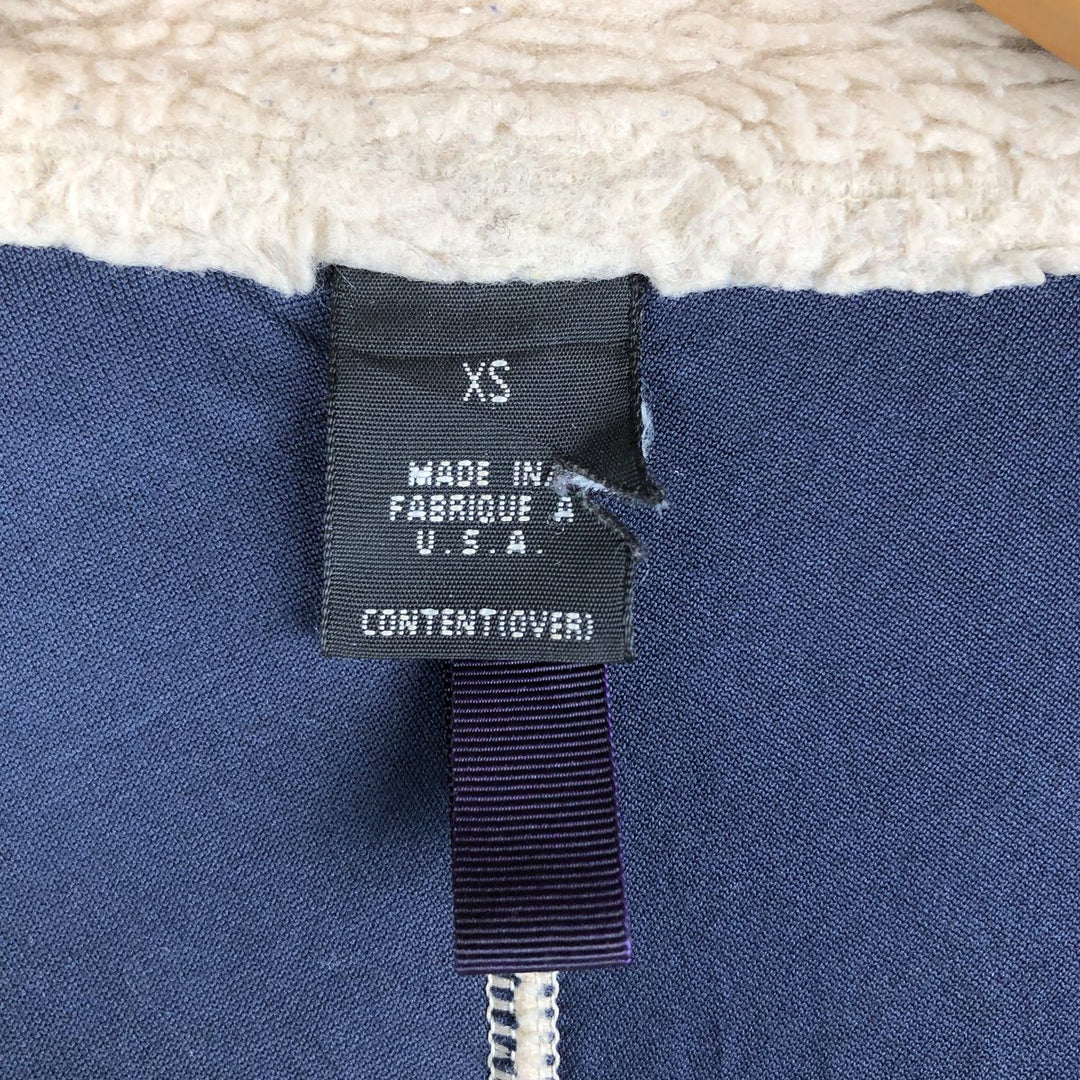 XS
MADE IN
FABRIQUE A
U.S.A.
CONTENT(OVER)